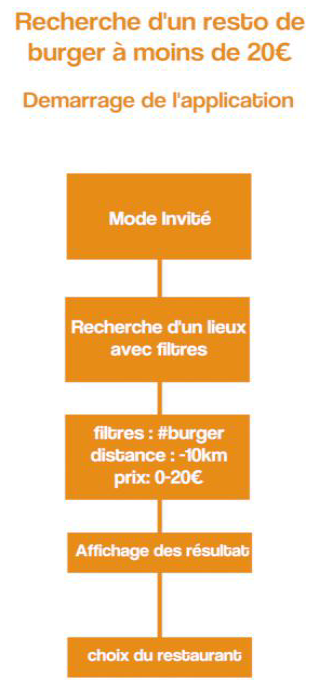 Recherche d'un resto de
burger à moins de 20€
Demarrage de l'application
Mode Invité
Recherche d'un lieux
avec filtres
filtres : #burger
distance : -10km
prix: 0-20€
Affichage des résultat
choix du restaurant